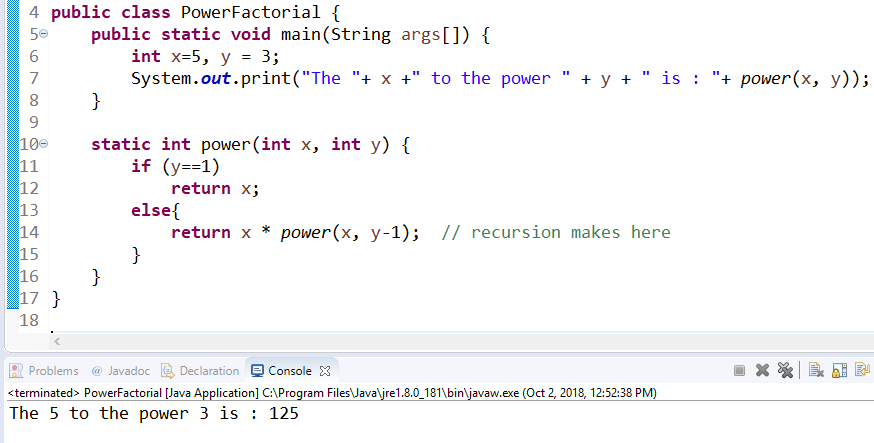 4 public class PowerFactorial {
5 public static void main(String args[]) {
6 int x=5, y = 3;
7 System.out.print("The "+ x +" to the power " + y + " is : "+ power(x, y));
8 }
9
10 static int power(int x, int y) {
11 if (y==1)
12 return x;
13 else{
14 return x * power(x, y-1);  // recursion makes here
15 }
16 }
17 }
18
Problems @ Javadoc Declaration Console
<terminated> PowerFactorial [Java Application] C:\Program Files\Java\jre1.8.0_181\bin\javaw.exe (Oct 2, 2018, 12:52:38 PM)
The 5 to the power 3 is : 125